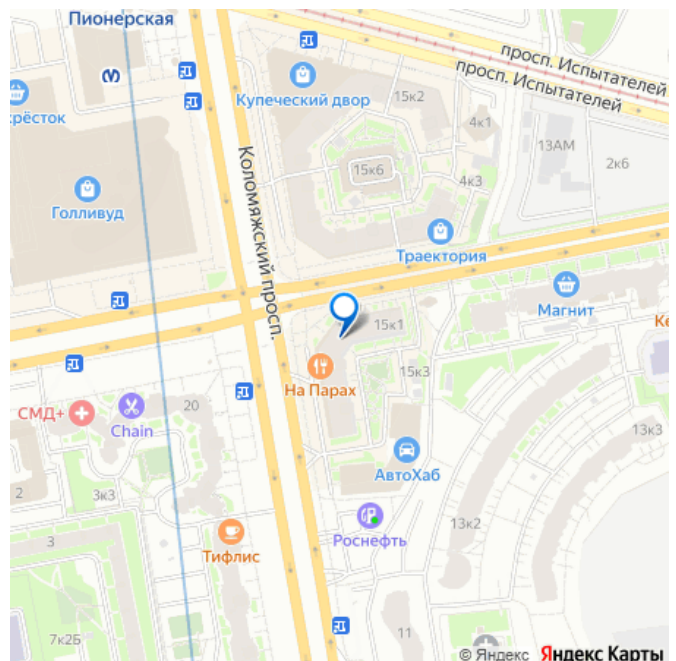 Пионерская
просп. Испытателей
просп. Испытателей
Купеческий двор
15к2
крёсток
4к1
13АМ
2к6
15к6
4к3
Голливуд
Коломяжский просп.
Траектория
Магнит
15к1
Ке
На Парах
15к3
СМД+
20
Chain
13к3
АвтоХаб
2
3к3
Роснефть
13к2
3
Тифлис
7к2Б
11
© Яндекс Яндекс Карты